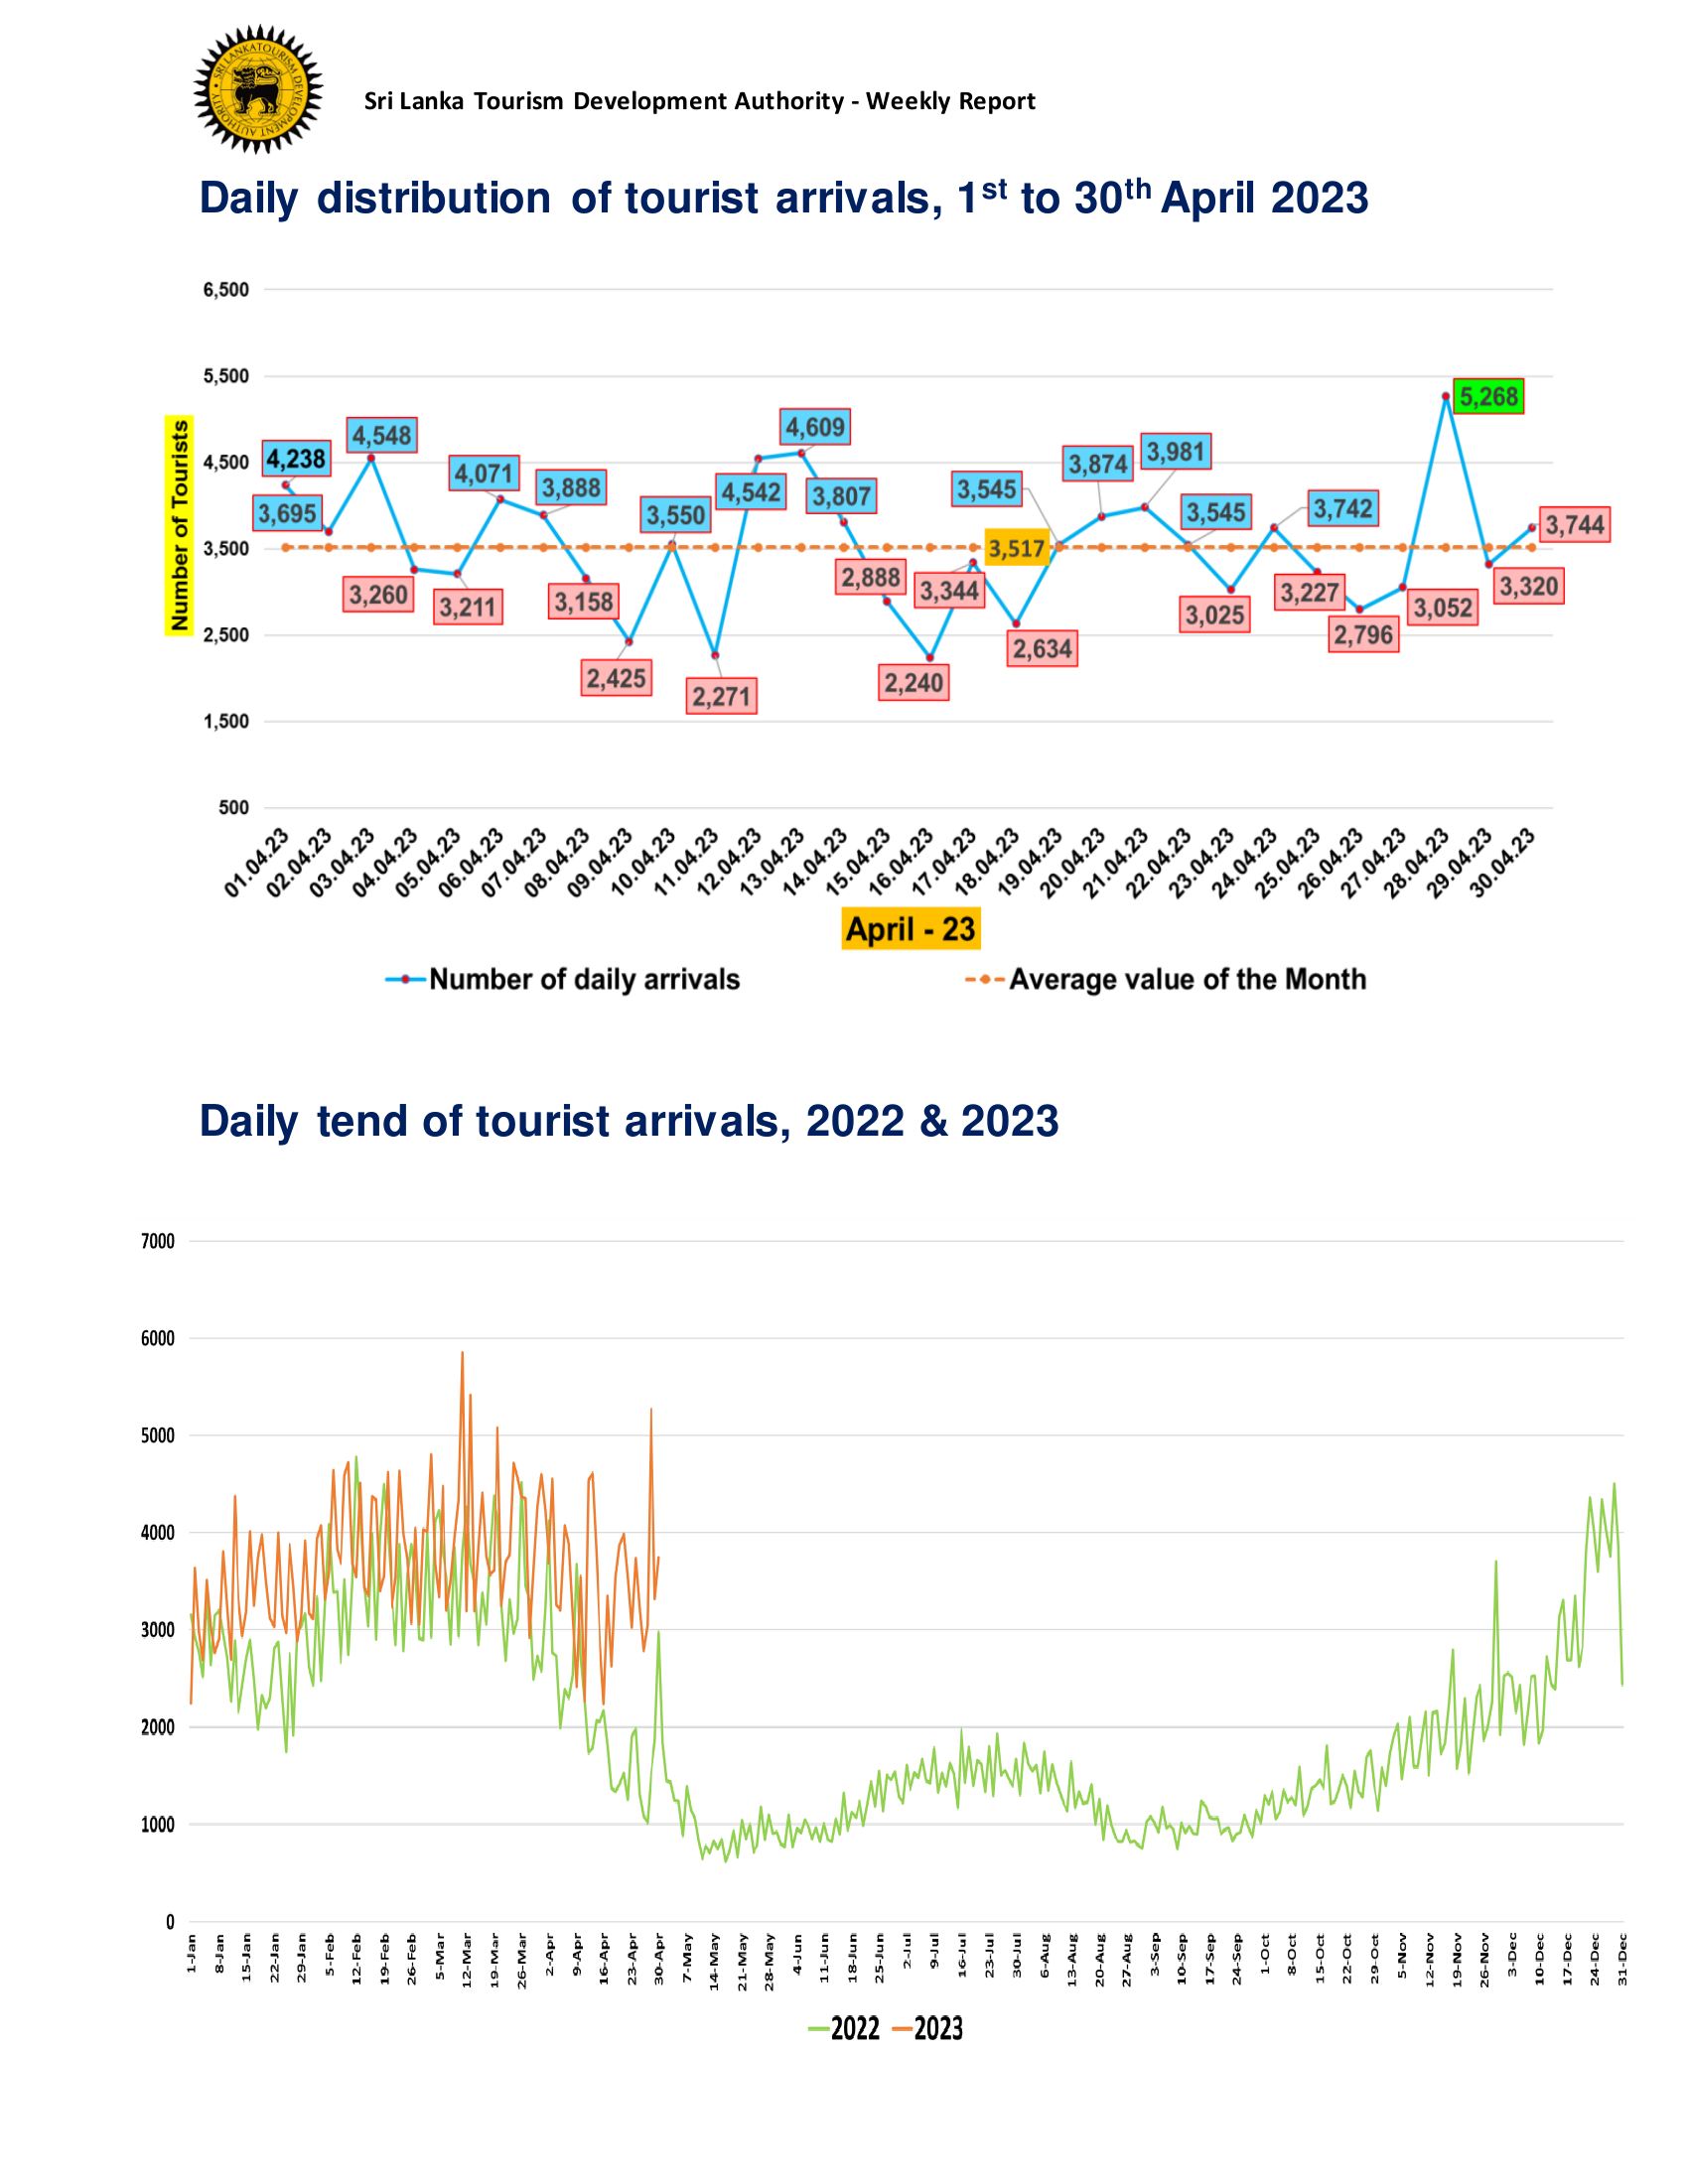 SRI LANKA TOURISM DEVELOPMENT AUTHORITY
Sri Lanka Tourism Development Authority - Weekly Report
Daily distribution of tourist arrivals, 1st to 30th April 2023
Number of Tourists
6,500
5,500
4,500
3,500
2,500
1,500
500
4,238
3,695
4,548
3,260
3,211
4,071
3,888
3,158
2,425
3,550
2,271
4,542
4,609
3,807
2,888
2,240
3,344
2,634
3,545
3,517
3,874
3,981
3,545
3,025
3,742
3,227
2,796
3,052
5,268
3,320
3,744
01.04.23
02.04.23
03.04.23
04.04.23
05.04.23
06.04.23
07.04.23
08.04.23
09.04.23
10.04.23
11.04.23
12.04.23
13.04.23
14.04.23
15.04.23
16.04.23
17.04.23
18.04.23
19.04.23
20.04.23
21.04.23
22.04.23
23.04.23
24.04.23
25.04.23
26.04.23
27.04.23
28.04.23
29.04.23
30.04.23
April - 23
Number of daily arrivals
Average value of the Month
Daily tend of tourist arrivals, 2022 & 2023
7000
6000
5000
4000
3000
2000
1000
0
1-Jan
8-Jan
15-Jan
22-Jan
29-Jan
5-Feb
12-Feb
19-Feb
26-Feb
5-Mar
12-Mar
19-Mar
26-Mar
2-Apr
9-Apr
16-Apr
23-Apr
30-Apr
7-May
14-May
21-May
28-May
4-Jun
11-Jun
18-Jun
25-Jun
2-Jul
9-Jul
16-Jul
23-Jul
30-Jul
6-Aug
13-Aug
20-Aug
27-Aug
3-Sep
10-Sep
17-Sep
24-Sep
1-Oct
8-Oct
15-Oct
22-Oct
29-Oct
5-Nov
12-Nov
19-Nov
26-Nov
3-Dec
10-Dec
17-Dec
24-Dec
31-Dec
2022
2023